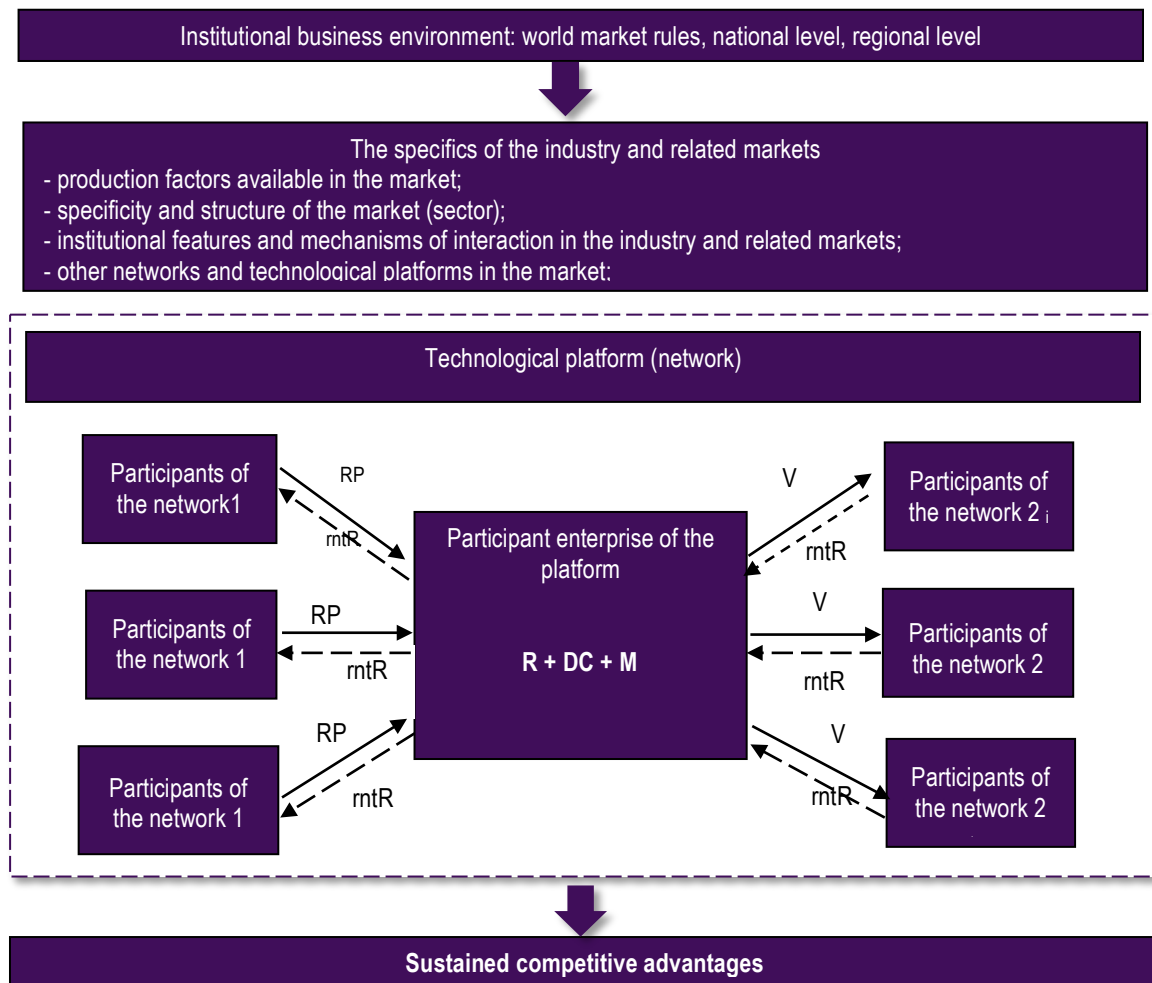 Institutional business environment: world market rules, national level, regional level
The specifics of the industry and related markets
- production factors available in the market;
- specificity and structure of the market (sector);
- institutional features and mechanisms of interaction in the industry and related markets;
- other networks and technological platforms in the market;
Technological platform (network)
Participants of
the network1
RP
rntR
Participant enterprise of the
platform
R + DC + M
V
rntR
Participants of
the network 2 i
Participants of
the network 1
RP
rntR
V
rntR
Participants of
the network 2
Participants of
the network 1
RP
rntR
V
rntR
Participants of
the network 2
Sustained competitive advantages